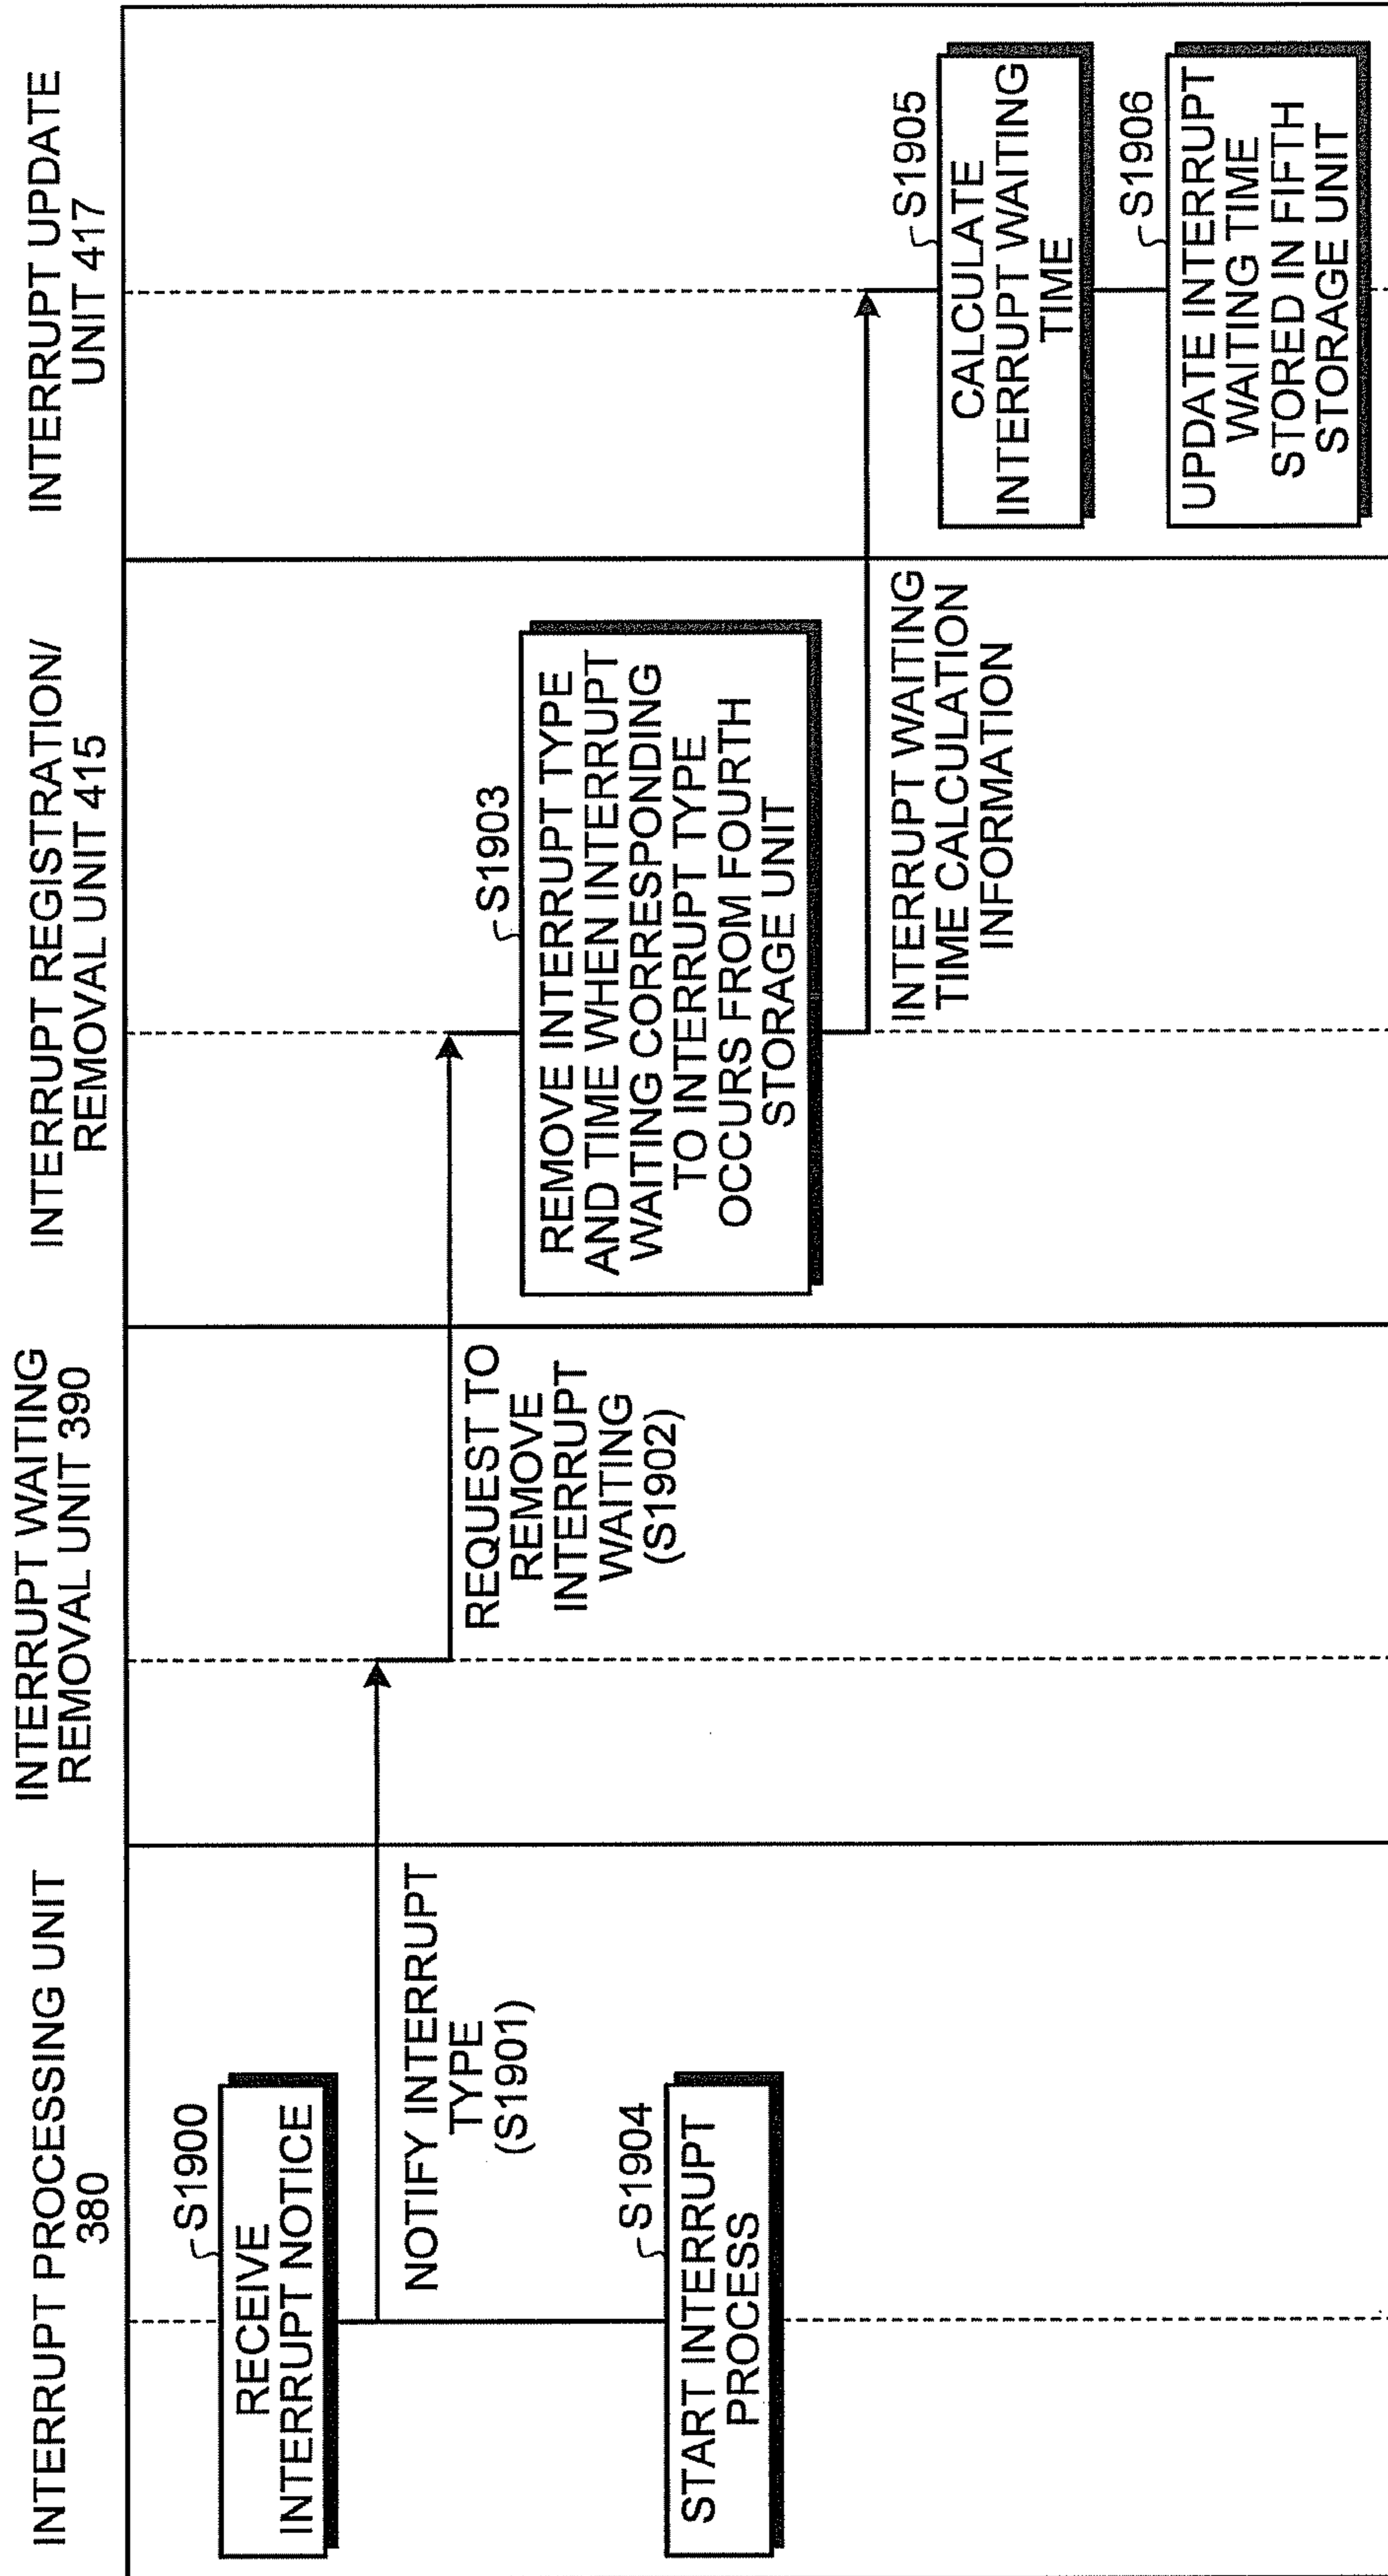 INTERRUPT PROCESSING UNIT
380
INTERRUPT WAITING
REMOVAL UNIT 390
INTERRUPT REGISTRATION/
REMOVAL UNIT 415
INTERRUPT UPDATE
UNIT 417
S1900
RECEIVE
INTERRUPT NOTICE
NOTIFY INTERRUPT
TYPE
(S1901)
REQUEST TO
REMOVE
INTERRUPT
WAITING
(S1902)
S1903
REMOVE INTERRUPT TYPE
AND TIME WHEN INTERRUPT
WAITING CORRESPONDING
TO INTERRUPT TYPE
OCCURS FROM FOURTH
STORAGE UNIT
S1904
START INTERRUPT
PROCESS
INTERRUPT WAITING
TIME CALCULATION
INFORMATION
S1905
CALCULATE
INTERRUPT WAITING
TIME
S1906
UPDATE INTERRUPT
WAITING TIME
STORED IN FIFTH
STORAGE UNIT